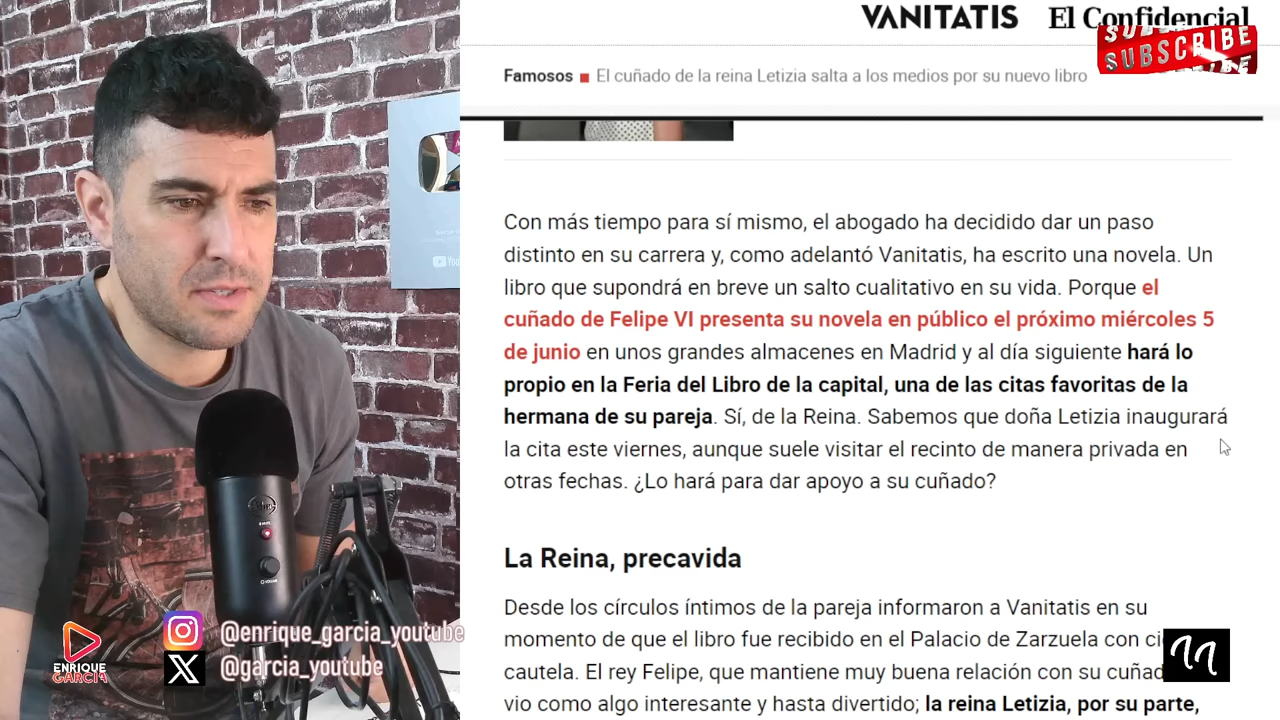 VANITATIS El Confidencial
SUBSCRIBE
Famosos ■ El cuñado de la reina Letizia salta a los medios por su nuevo libro
Con más tiempo para sí mismo, el abogado ha decidido dar un paso
distinto en su carrera y, como adelantó Vanitatis, ha escrito una novela. Un
libro que supondrá en breve un salto cualitativo en su vida. Porque el
cuñado de Felipe VI presenta su novela en público el próximo miércoles 5
de junio en unos grandes almacenes en Madrid y al día siguiente hará lo
propio en la Feria del Libro de la capital, una de las citas favoritas de la
hermana de su pareja. Sí, de la Reina. Sabemos que doña Letizia inaugurará
la cita este viernes, aunque suele visitar el recinto de manera privada en
otras fechas. ¿Lo hará para dar apoyo a su cuñado?
La Reina, precavida
Desde los círculos íntimos de la pareja informaron a Vanitatis en su
momento de que el libro fue recibido en el Palacio de Zarzuela con
cautela. El rey Felipe, que mantiene muy buena relación con su
vio como algo interesante y hasta divertido; la reina Letizia, por su parte,
@enrique_garcia_youtube
@garcia_youtube
ENRIQUE
GARCIA